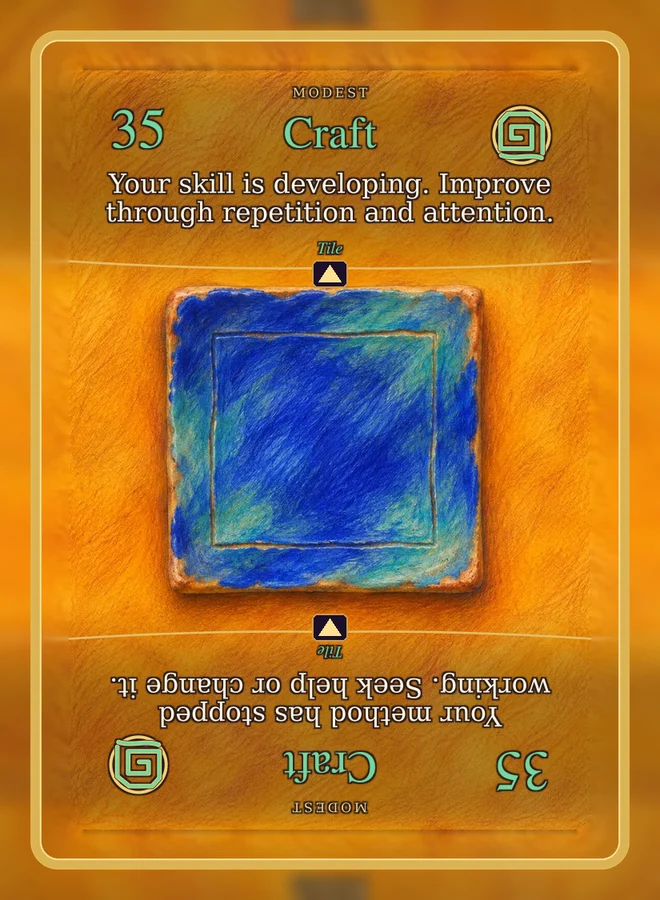 MODEST
35 Craft
Your skill is developing. Improve
through repetition and attention.
Tile
Tile
Your method has stopped
working. Seek help or change it.
35 Craft
MODEST